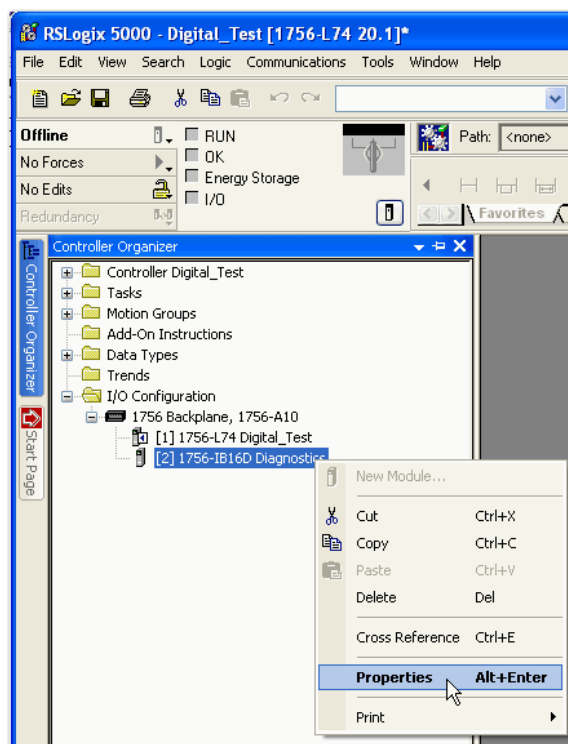 RSLogix 5000 - Digital_Test [1756-L74 20.1]*
File Edit View Search Logic Communications Tools Window Help
Offline
RUN
Path: <none>
No Forces
OK
No Edits
Energy Storage
Redundancy
I/O
Favorites
Controller Organizer
Controller Organizer
Start Page
Controller Digital_Test
Tasks
Motion Groups
Add-On Instructions
Data Types
Trends
I/O Configuration
1756 Backplane, 1756-A10
[1] 1756-L74 Digital_Test
[2] 1756-IB16D Diagnostics
New Module...
Cut Ctrl+X
Copy Ctrl+C
Paste Ctrl+V
Delete Del
Cross Reference Ctrl+E
Properties Alt+Enter
Print